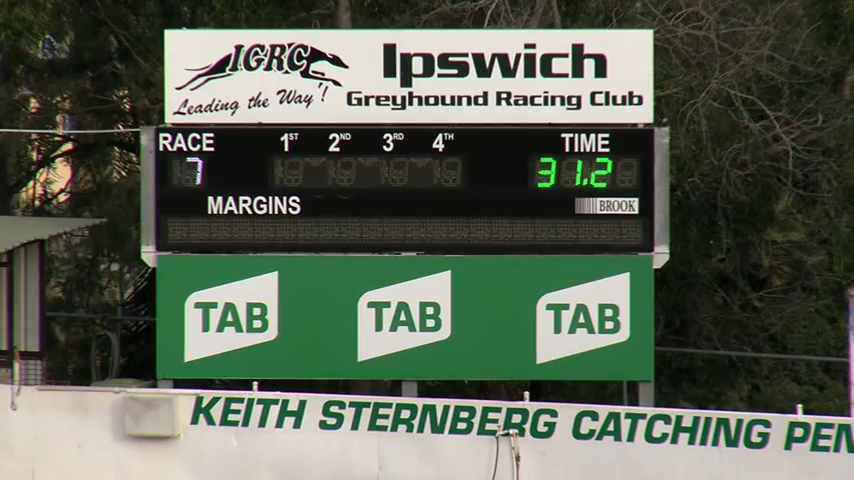 IGRC
Leading the Way'!
Ipswich
Greyhound Racing Club
RACE 1ST 2ND 3RD 4TH TIME
7 31.2
MARGINS BROOK
TAB TAB TAB
KEITH STERNBERG CATCHING PEN